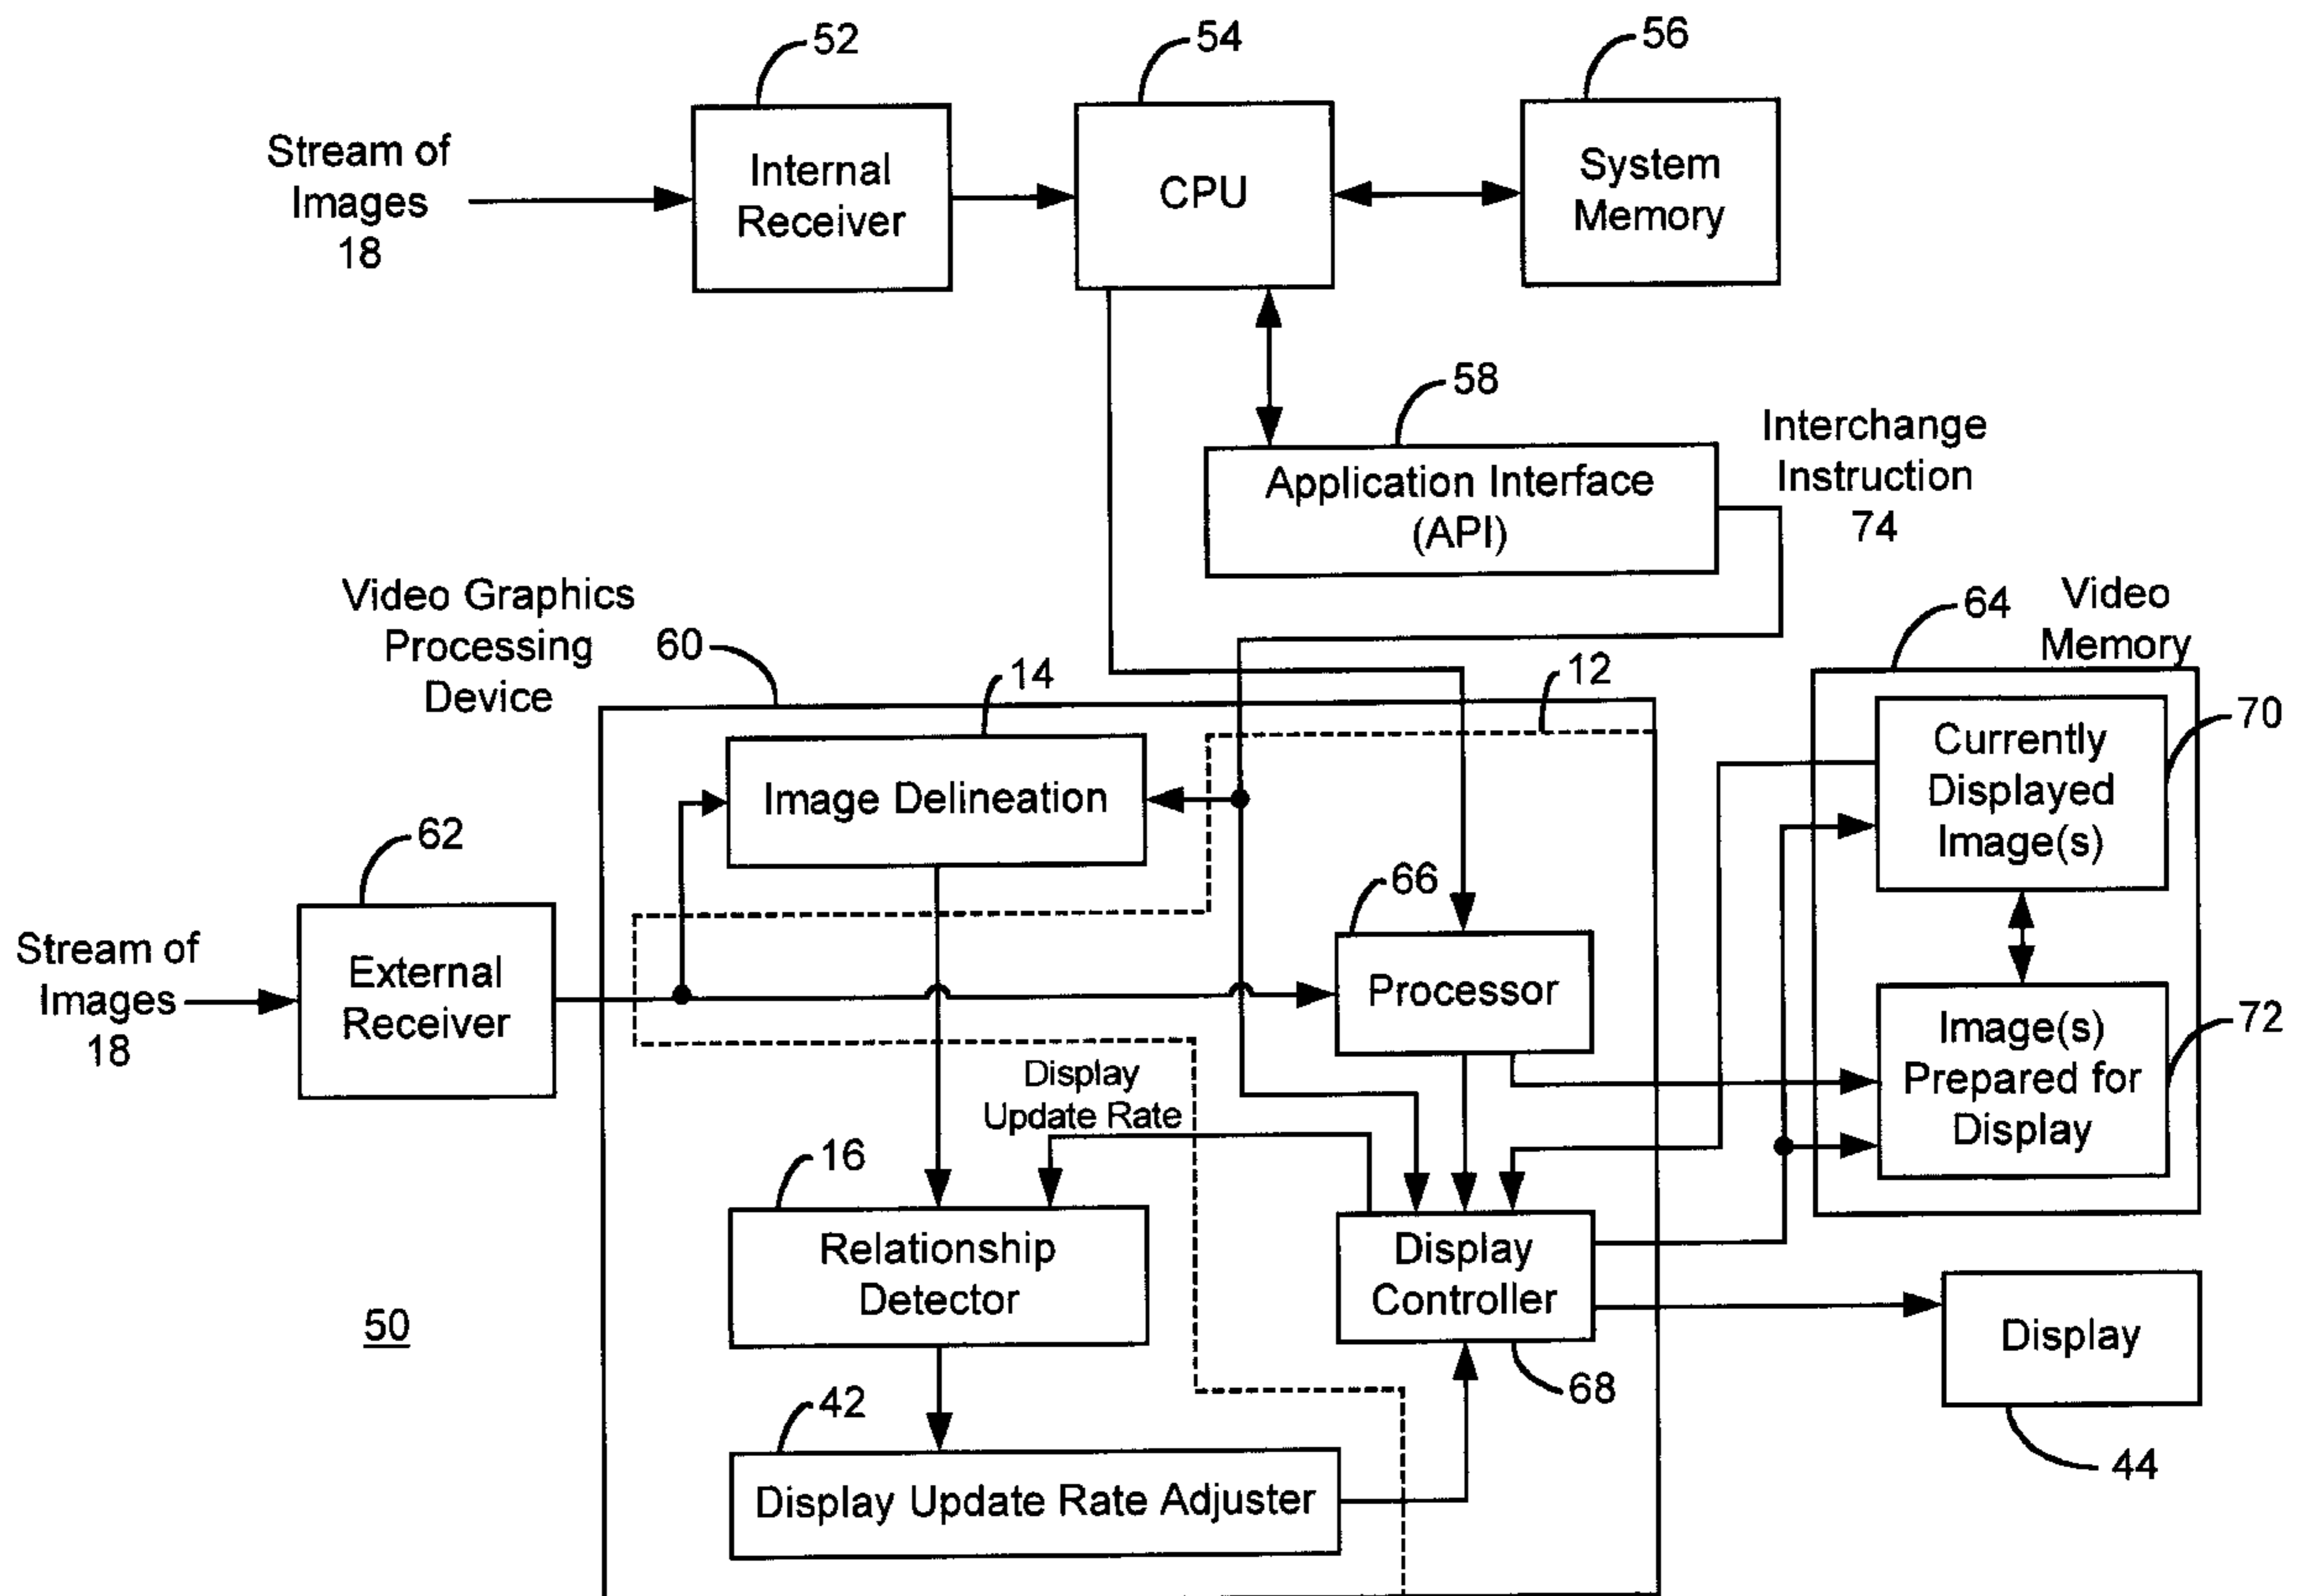 52
54
56
Stream of
Images
18
Internal
Receiver
CPU
System
Memory
58
Interchange
Instruction
74
Application Interface
(API)
Video Graphics
Processing
Device
60
64
Video
Memory
14
12
70
Currently
Displayed
Image(s)
Image Delineation
62
66
Stream of
Images
18
External
Receiver
Processor
72
Image(s)
Prepared for
Display
Display
Update Rate
16
Relationship
Detector
Display
Controller
50
Display
68
42
44
Display Update Rate Adjuster